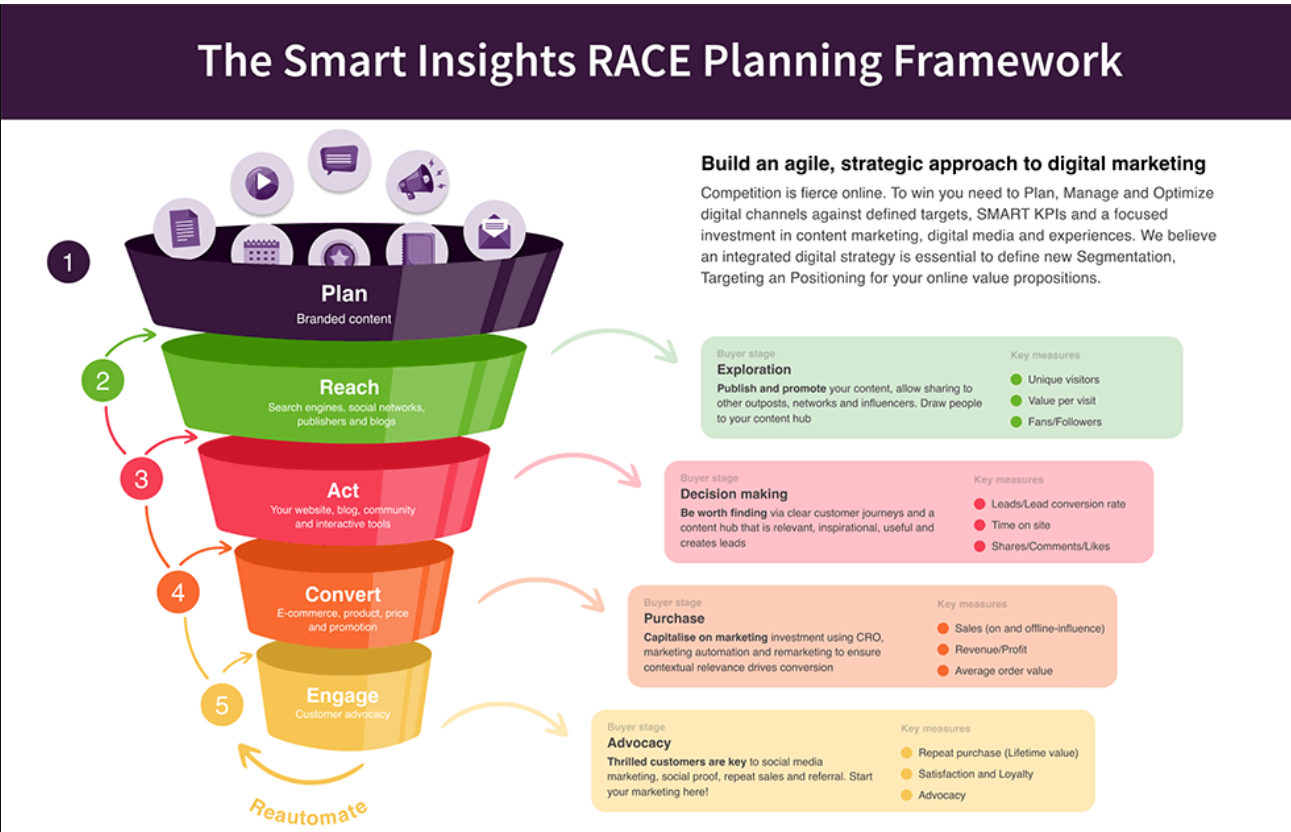 The Smart Insights RACE Planning Framework
Build an agile, strategic approach to digital marketing
Competition is fierce online. To win you need to Plan, Manage and Optimize
digital channels against defined targets, SMART KPIs and a focused
investment in content marketing, digital media and experiences. We believe
an integrated digital strategy is essential to define new Segmentation,
Targeting an Positioning for your online value propositions.
1
Plan
Branded content
2
Reach
Search engines, social networks,
publishers and blogs
Buyer stage
Exploration
Publish and promote your content, allow sharing to
other outposts, networks and influencers. Draw people
to your content hub
Key measures
Unique visitors
Value per visit
Fans/Followers
3
Act
Your website, blog, community
and interactive tools
Buyer stage
Decision making
Be worth finding via clear customer journeys and a
content hub that is relevant, inspirational, useful and
creates leads
Key measures
Leads/Lead conversion rate
Time on site
Shares/Comments/Likes
4
Convert
E-commerce, product, price
and promotion
Buyer stage
Purchase
Capitalise on marketing investment using CRO,
marketing automation and remarketing to ensure
contextual relevance drives conversion
Key measures
Sales (on and offline-influence)
Revenue/Profit
Average order value
5
Engage
Customer advocacy
Buyer stage
Advocacy
Thrilled customers are key to social media
marketing, social proof, repeat sales and referral. Start
your marketing here!
Key measures
Repeat purchase (Lifetime value)
Satisfaction and Loyalty
Advocacy
Reautomate